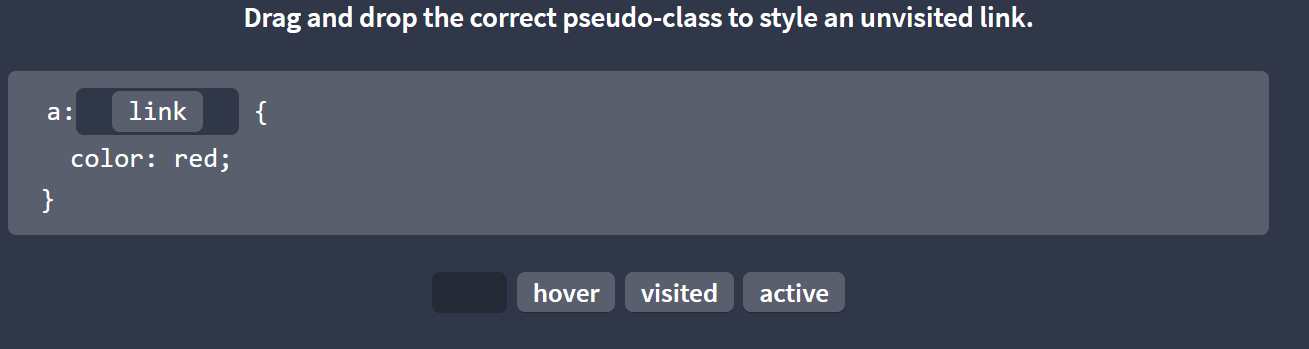 Drag and drop the correct pseudo-class to style an unvisited link.
a: link {
color: red;
}
hover visited active